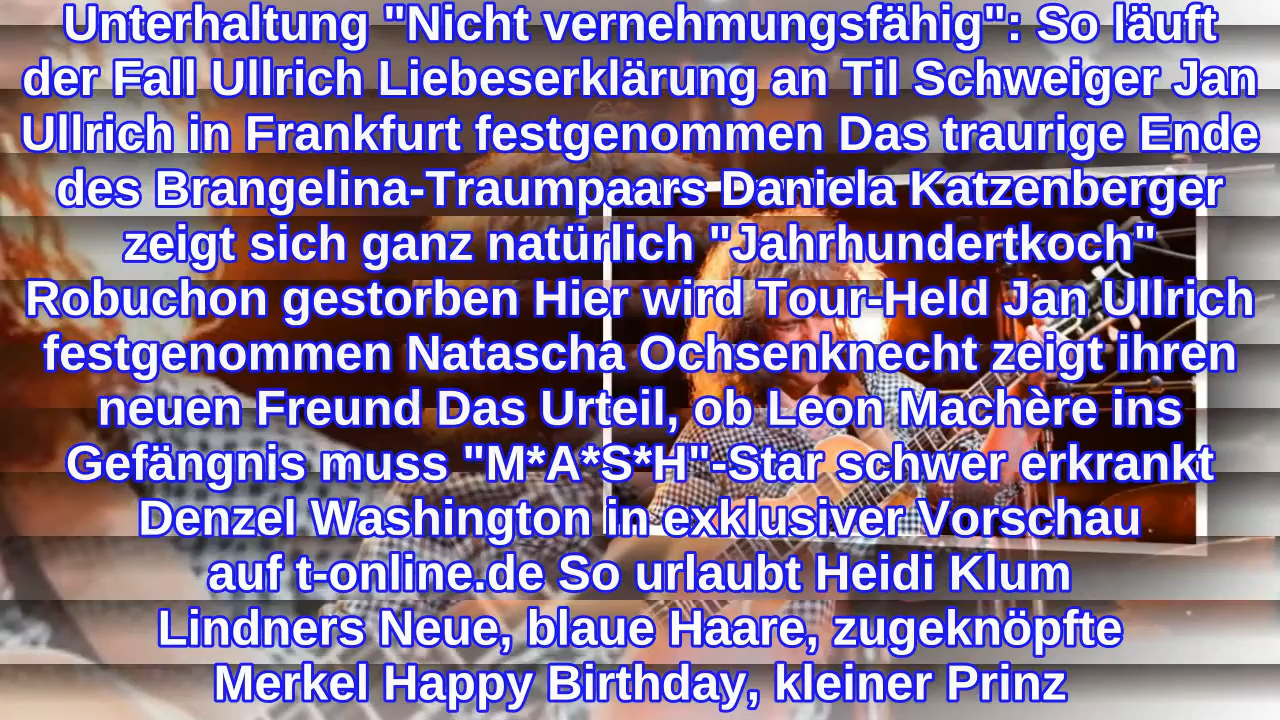 Unterhaltung "Nicht vernehmungsfähig": So läuft
der Fall Ullrich Liebeserklärung an Til Schweiger Jan
Ullrich in Frankfurt festgenommen Das traurige Ende
des Brangelina-Traumpaars Daniela Katzenberger
zeigt sich ganz natürlich "Jahrhundertkoch"
Robuchon gestorben Hier wird Tour-Held Jan Ullrich
festgenommen Natascha Ochsenknecht zeigt ihren
neuen Freund Das Urteil, ob Leon Machère ins
Gefängnis muss "M*A*S*H"-Star schwer erkrankt
Denzel Washington in exklusiver Vorschau
auf t-online.de So urlaubt Heidi Klum
Lindners Neue, blaue Haare, zugeknöpfte
Merkel Happy Birthday, kleiner Prinz